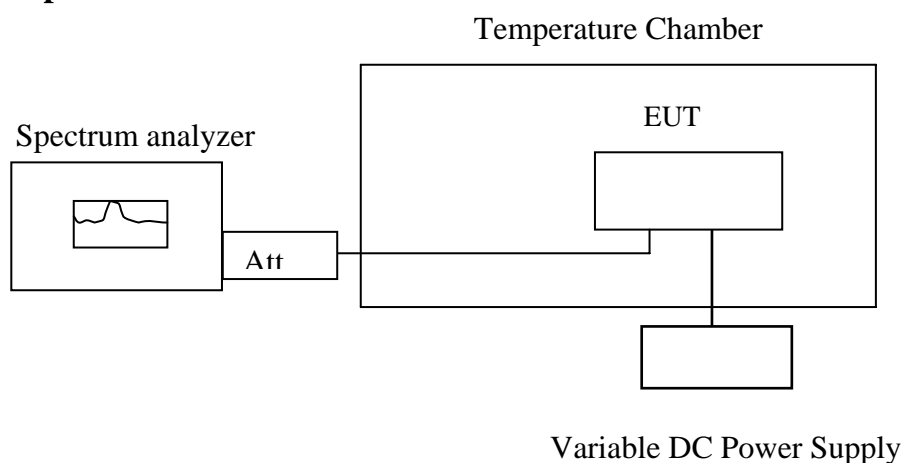 Temperature Chamber
EUT
Spectrum analyzer
Att
Variable DC Power Supply